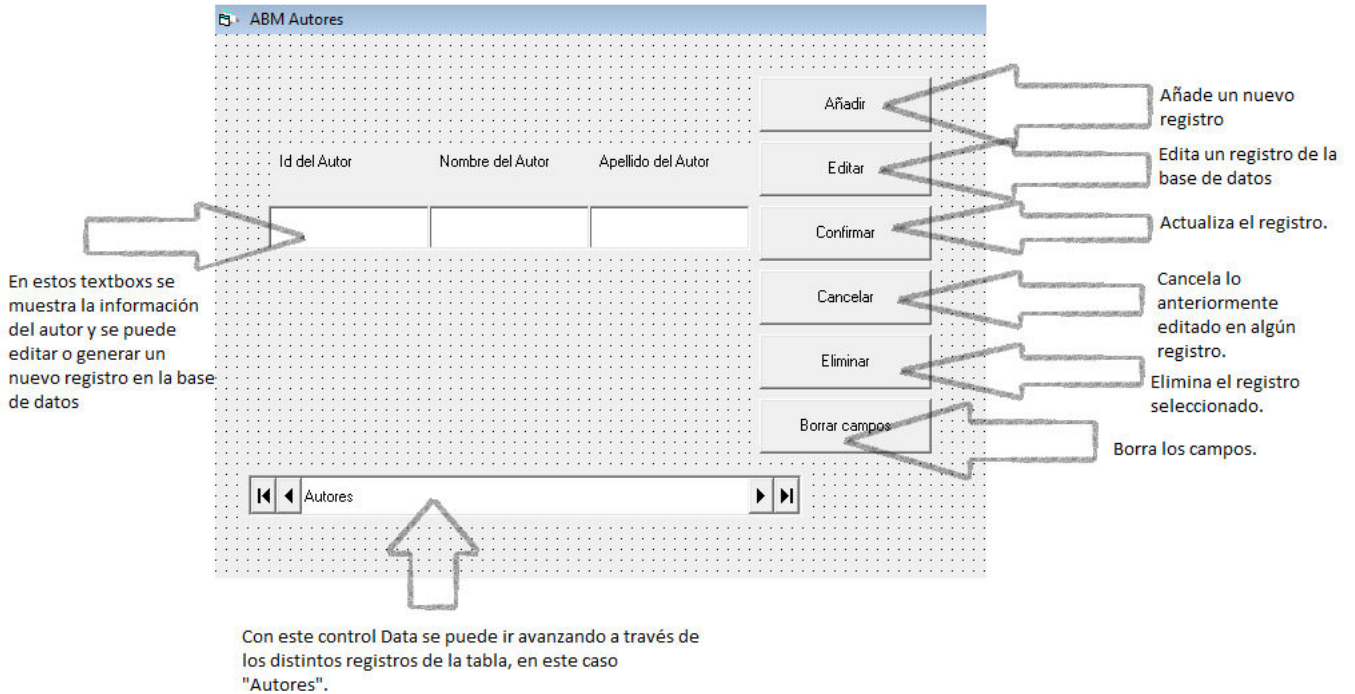 ABM Autores
Añadir
Añade un nuevo
registro
Id del Autor
Nombre del Autor
Apellido del Autor
Editar
Edita un registro de la
base de datos
Confirmar
Actualiza el registro.
En estos textboxs se
muestra la información
del autor y se puede
editar o generar un
nuevo registro en la base
de datos
Cancelar
Cancela lo
anteriormente
editado en algún
registro.
Eliminar
Elimina el registro
seleccionado.
Borrar campos
Borra los campos.
Autores
Con este control Data se puede ir avanzando a través de
los distintos registros de la tabla, en este caso
"Autores".